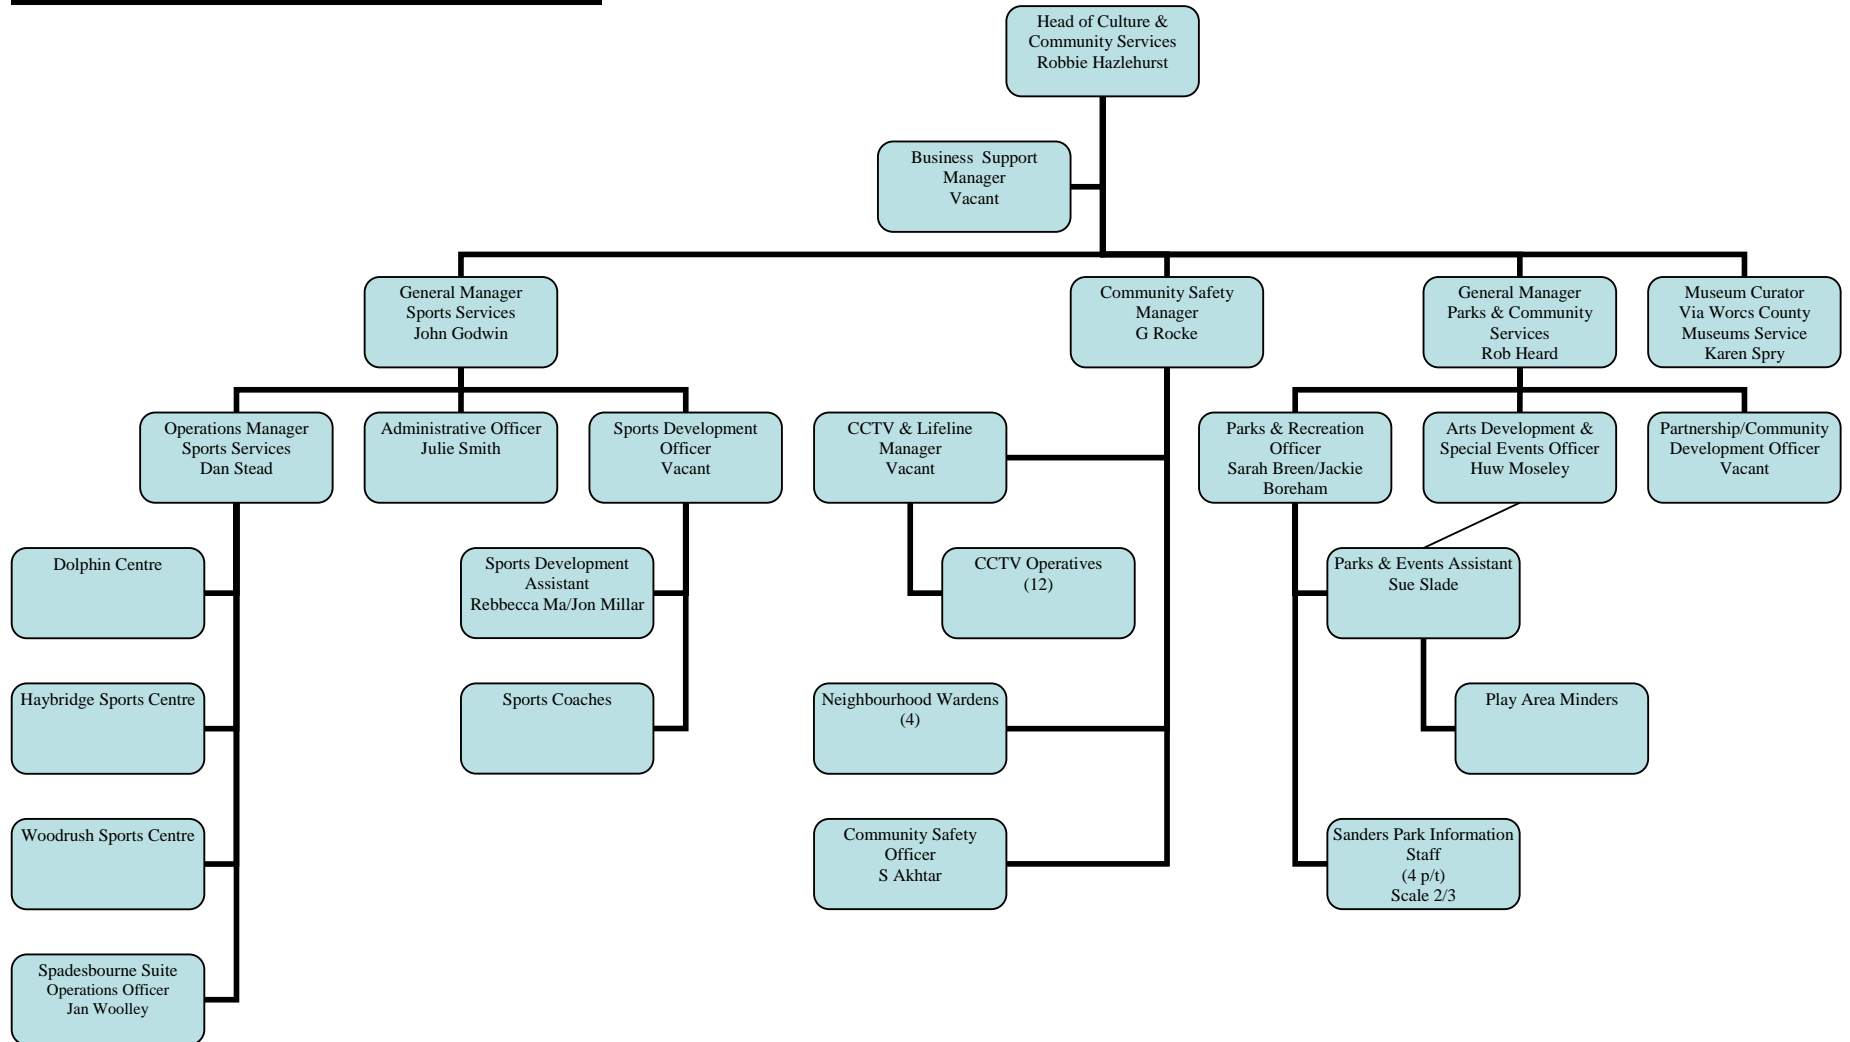 Head of Culture &
Community Services
Robbie Hazlehurst
Business Support
Manager
Vacant
General Manager
Sports Services
John Godwin
Community Safety
Manager
G Rocke
General Manager
Parks & Community
Services
Rob Heard
Museum Curator
Via Worcs County
Museums Service
Karen Spry
Operations Manager
Sports Services
Dan Stead
Administrative Officer
Julie Smith
Sports Development
Officer
Vacant
CCTV & Lifeline
Manager
Vacant
Parks & Recreation
Officer
Sarah Breen/Jackie
Boreham
Arts Development &
Special Events Officer
Huw Moseley
Partnership/Community
Development Officer
Vacant
Dolphin Centre
Sports Development
Assistant
Rebbecca Ma/Jon Millar
CCTV Operatives
(12)
Parks & Events Assistant
Sue Slade
Haybridge Sports Centre
Sports Coaches
Neighbourhood Wardens
(4)
Play Area Minders
Woodrush Sports Centre
Community Safety
Officer
S Akhtar
Sanders Park Information
Staff
(4 p/t)
Scale 2/3
Spadesbourne Suite
Operations Officer
Jan Woolley